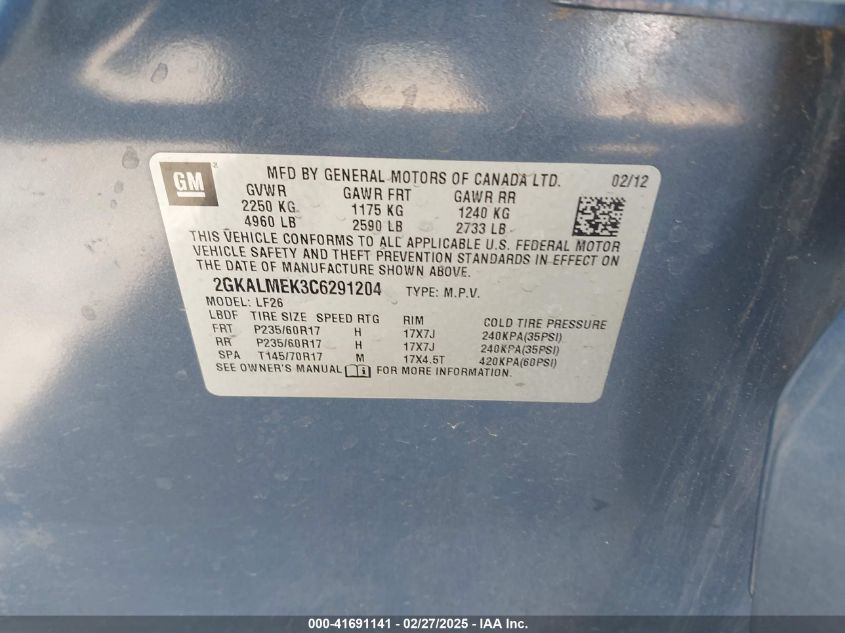 GM
MFD BY GENERAL MOTORS OF CANADA LTD. 02/12
GVWR GAWR FRT GAWR RR
2250 KG 1175 KG 1240 KG
4960 LB 2590 LB 2733 LB
THIS VEHICLE CONFORMS TO ALL APPLICABLE U.S. FEDERAL MOTOR
VEHICLE SAFETY AND THEFT PREVENTION STANDARDS IN EFFECT ON
THE DATE OF MANUFACTURE SHOWN ABOVE.
2GKALMEK3C6291204 TYPE: M.P.V.
MODEL: LF26
LBDF TIRE SIZE SPEED RTG RIM COLD TIRE PRESSURE
FRT P235/60R17 H 17X7J 240KPA(35PSI)
RR P235/60R17 H 17X7J 240KPA(35PSI)
SPA T145/70R17 M 17X4.5T 420KPA(60PSI)
SEE OWNER'S MANUAL FOR MORE INFORMATION.
000-41691141 - 02/27/2025 - IAA Inc.